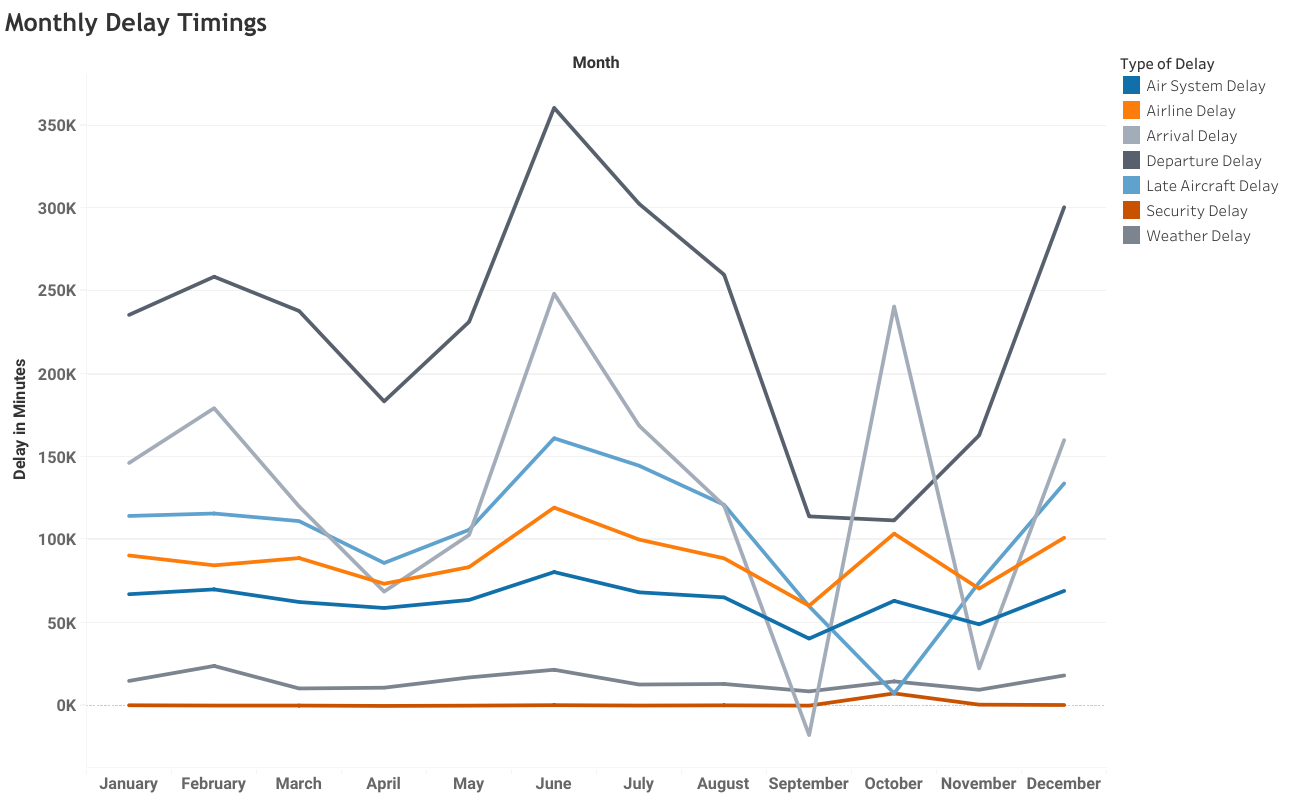 Monthly Delay Timings
Month
Type of Delay
Air System Delay
Airline Delay
Arrival Delay
Departure Delay
Late Aircraft Delay
Security Delay
Weather Delay
Delay in Minutes
350K
300K
250K
200K
150K
100K
50K
0K
January February March April May June July August September October November December